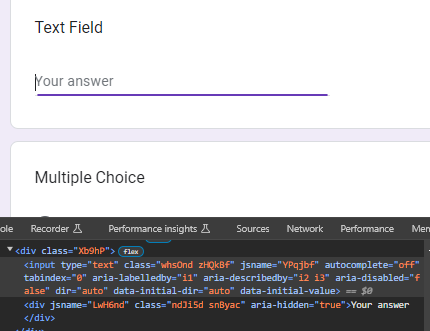 Text Field
Your answer
Multiple Choice
ole Recorder Performance insights Sources Network Performance Memory
<div class="Xb9hP"> flex
<input type="text" class="whsOnd zHQkBf" jsname="YPqjbf" autocomplete="off"
tabindex="0" aria-labelledby="i1" aria-describedby="i2 i3" aria-disabled="f
alse" dir="auto" data-initial-dir="auto" data-initial-value> == $0
<div jsname="LwH6nd" class="ndJi5d snByac" aria-hidden="true">Your answer
</div>
</div>